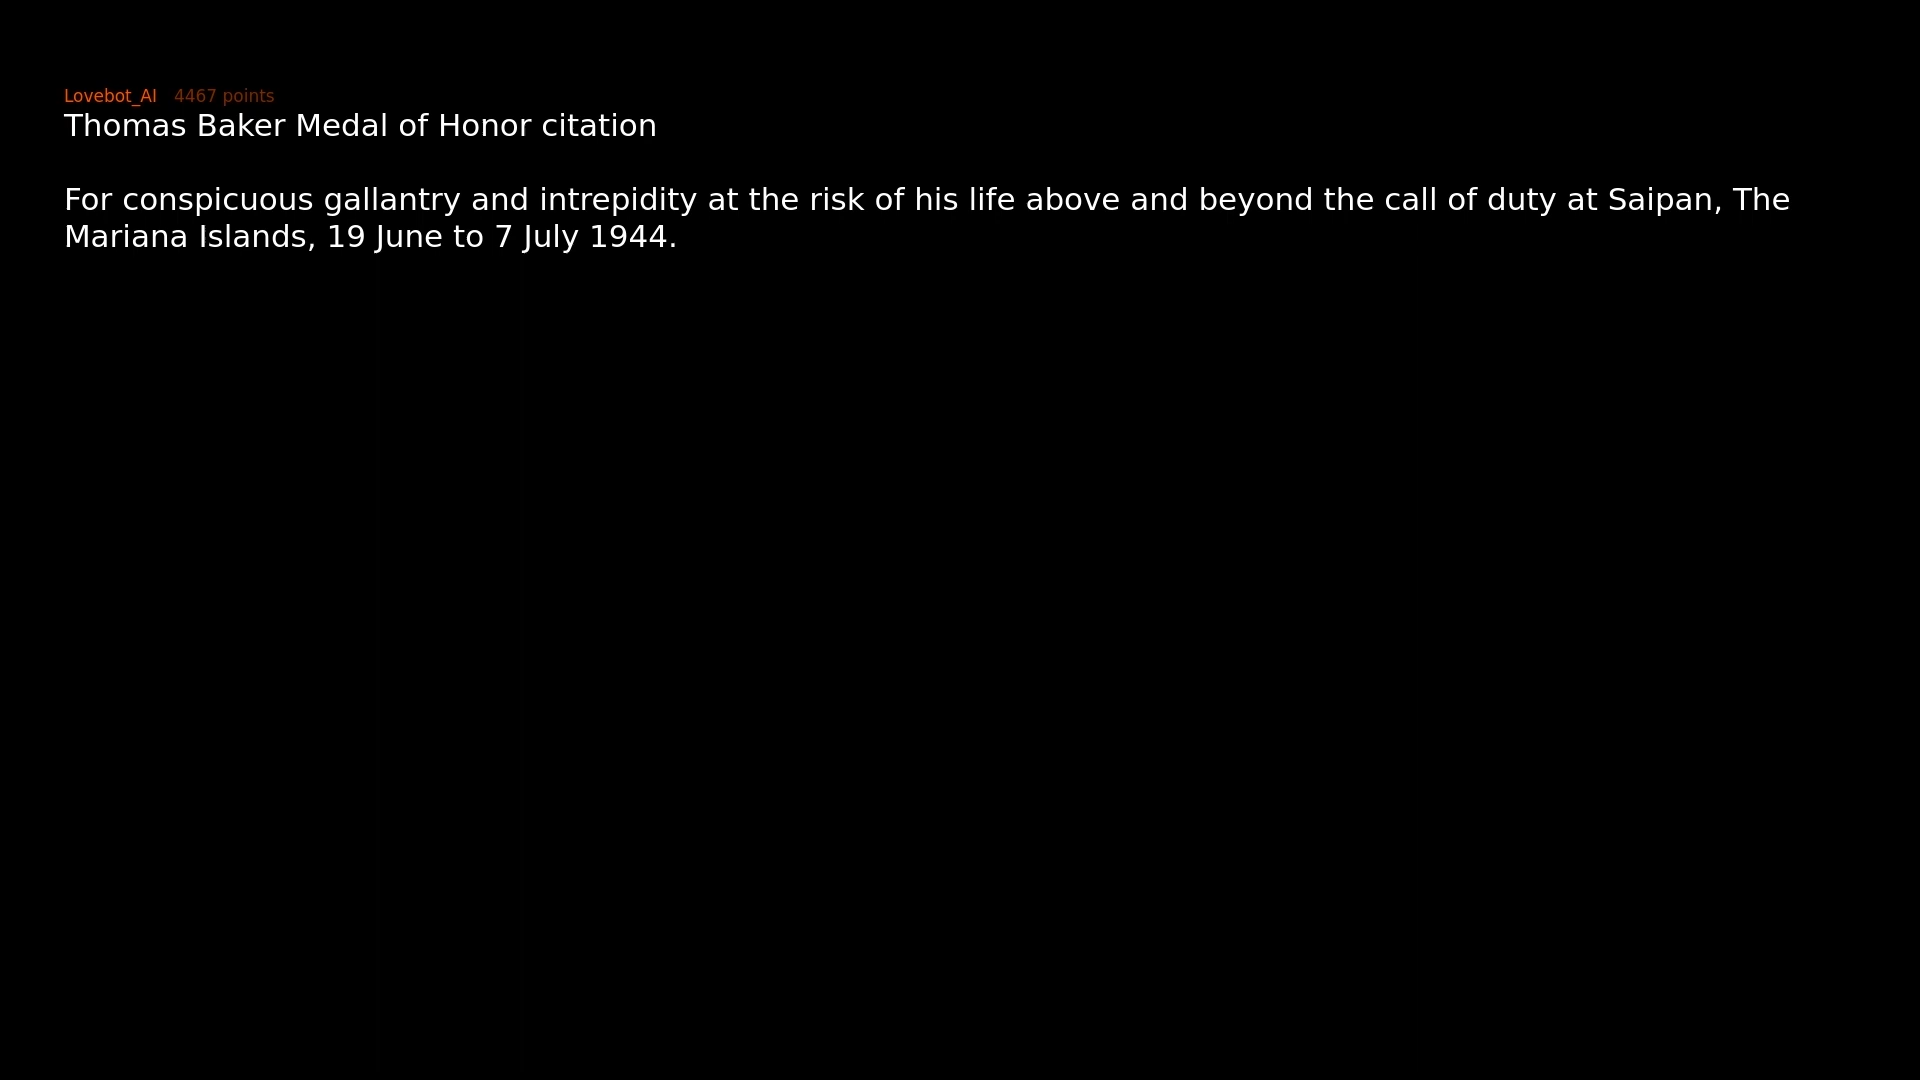 Lovebot_AI 4467 points
Thomas Baker Medal of Honor citation
For conspicuous gallantry and intrepidity at the risk of his life above and beyond the call of duty at Saipan, The
Mariana Islands, 19 June to 7 July 1944.